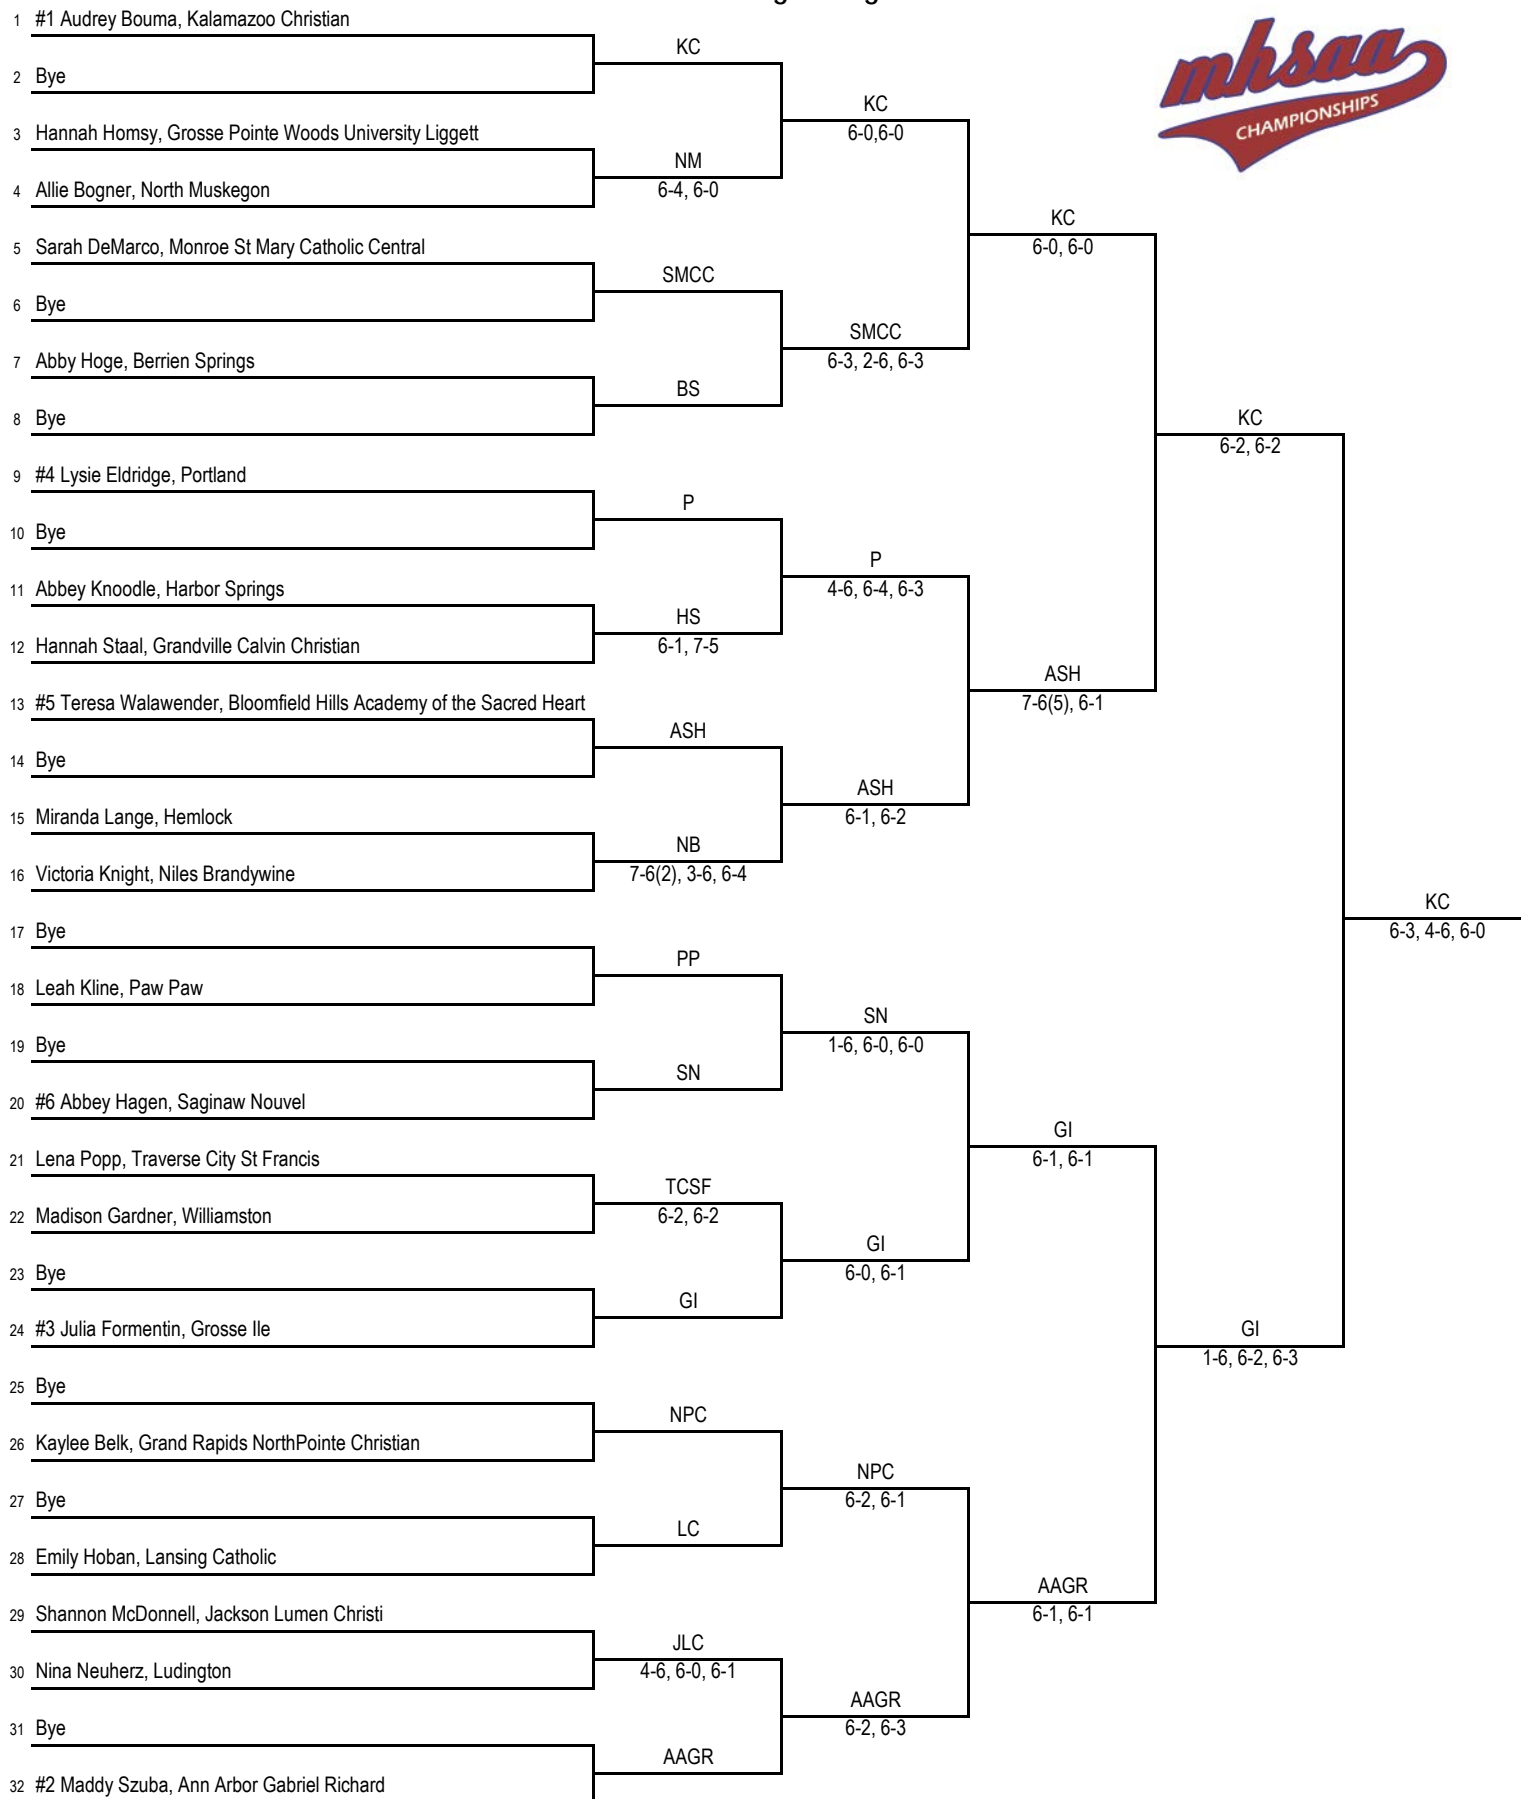 1 #1 Audrey Bouma, Kalamazoo Christian
KC
2 Bye
KC
6-0,6-0
3 Hannah Homsy, Grosse Pointe Woods University Liggett
NM
6-4, 6-0
4 Allie Bogner, North Muskegon
KC
6-0, 6-0
5 Sarah DeMarco, Monroe St Mary Catholic Central
SMCC
6 Bye
SMCC
6-3, 2-6, 6-3
7 Abby Hoge, Berrien Springs
BS
8 Bye
KC
6-2, 6-2
9 #4 Lysie Eldridge, Portland
P
10 Bye
P
4-6, 6-4, 6-3
11 Abbey Knoodle, Harbor Springs
HS
6-1, 7-5
12 Hannah Staal, Grandville Calvin Christian
ASH
7-6(5), 6-1
13 #5 Teresa Walawender, Bloomfield Hills Academy of the Sacred Heart
ASH
14 Bye
ASH
6-1, 6-2
15 Miranda Lange, Hemlock
NB
7-6(2), 3-6, 6-4
16 Victoria Knight, Niles Brandywine
KC
6-3, 4-6, 6-0
17 Bye
PP
18 Leah Kline, Paw Paw
SN
1-6, 6-0, 6-0
19 Bye
SN
20 #6 Abbey Hagen, Saginaw Nouvel
GI
6-1, 6-1
21 Lena Popp, Traverse City St Francis
TCSF
6-2, 6-2
22 Madison Gardner, Williamston
GI
6-0, 6-1
23 Bye
GI
24 #3 Julia Formentin, Grosse Ile
GI
1-6, 6-2, 6-3
25 Bye
NPC
26 Kaylee Belk, Grand Rapids NorthPointe Christian
NPC
6-2, 6-1
27 Bye
LC
28 Emily Hoban, Lansing Catholic
AAGR
6-1, 6-1
29 Shannon McDonnell, Jackson Lumen Christi
JLC
4-6, 6-0, 6-1
30 Nina Neuherz, Ludington
AAGR
6-2, 6-3
31 Bye
AAGR
32 #2 Maddy Szuba, Ann Arbor Gabriel Richard
mhsaa
CHAMPIONSHIPS